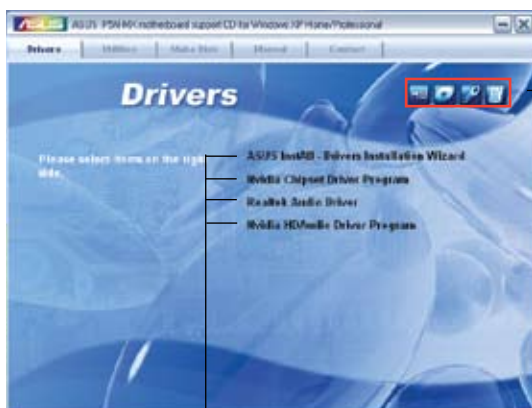 ASUS P5N-MX motherboard support CD for Windows XP Home/Professional
Drivers Utilities Make Disk Manual Contact
Drivers
Please select items on the right side.
ASUS InstAll - Drivers Installation Wizard
Nvidia Chipset Driver Program
Realtek Audio Driver
Nvidia HDAudio Driver Program